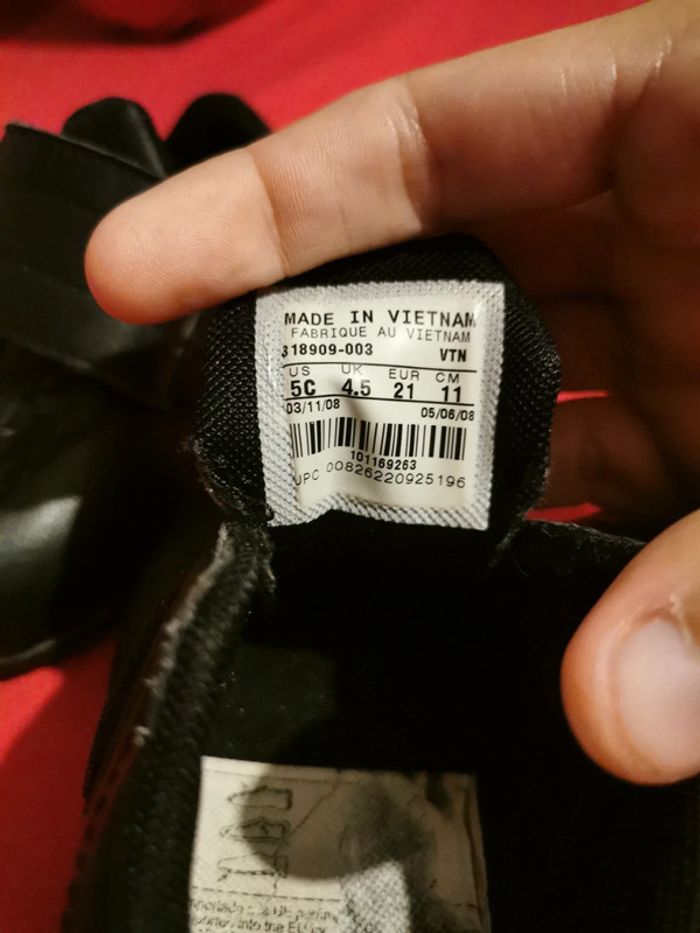 MADE IN VIETNAM
FABRIQUE AU VIETNAM
318909-003 VTN
US UK EUR CM
5C 4.5 21 11
03/11/08 05/06/08
101169263
UPC 00826220925196